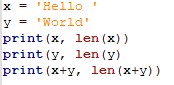 x = 'Hello '
y = 'World'
print(x, len(x))
print(y, len(y)
print(x+y, len(x+y))